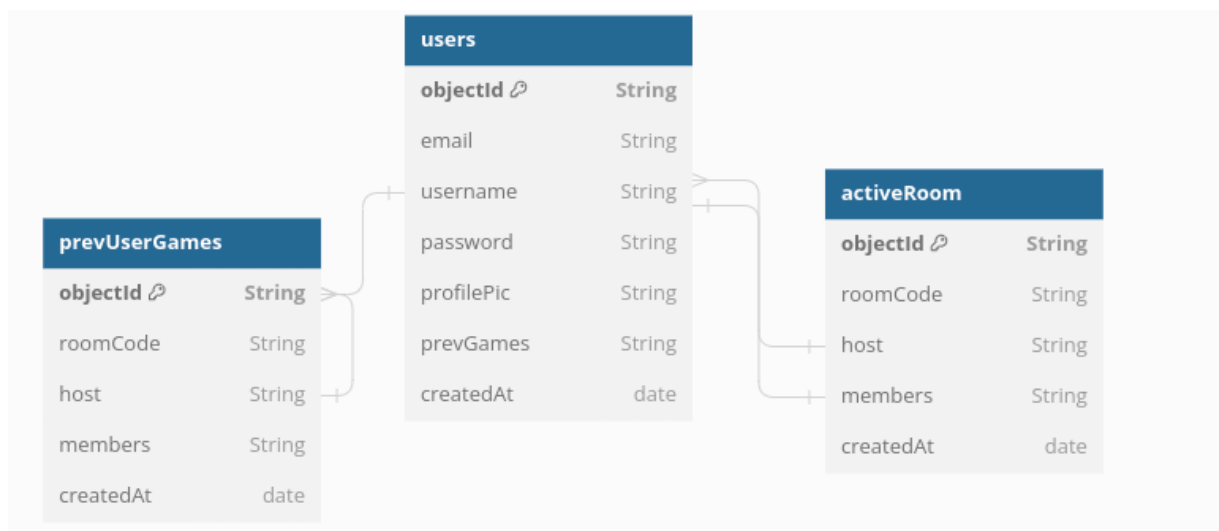 users
objectId String
email String
username String
password String
profilePic String
prevGames String
createdAt date
prevUserGames
objectId String
roomCode String
host String
members String
createdAt date
activeRoom
objectId String
roomCode String
host String
members String
createdAt date